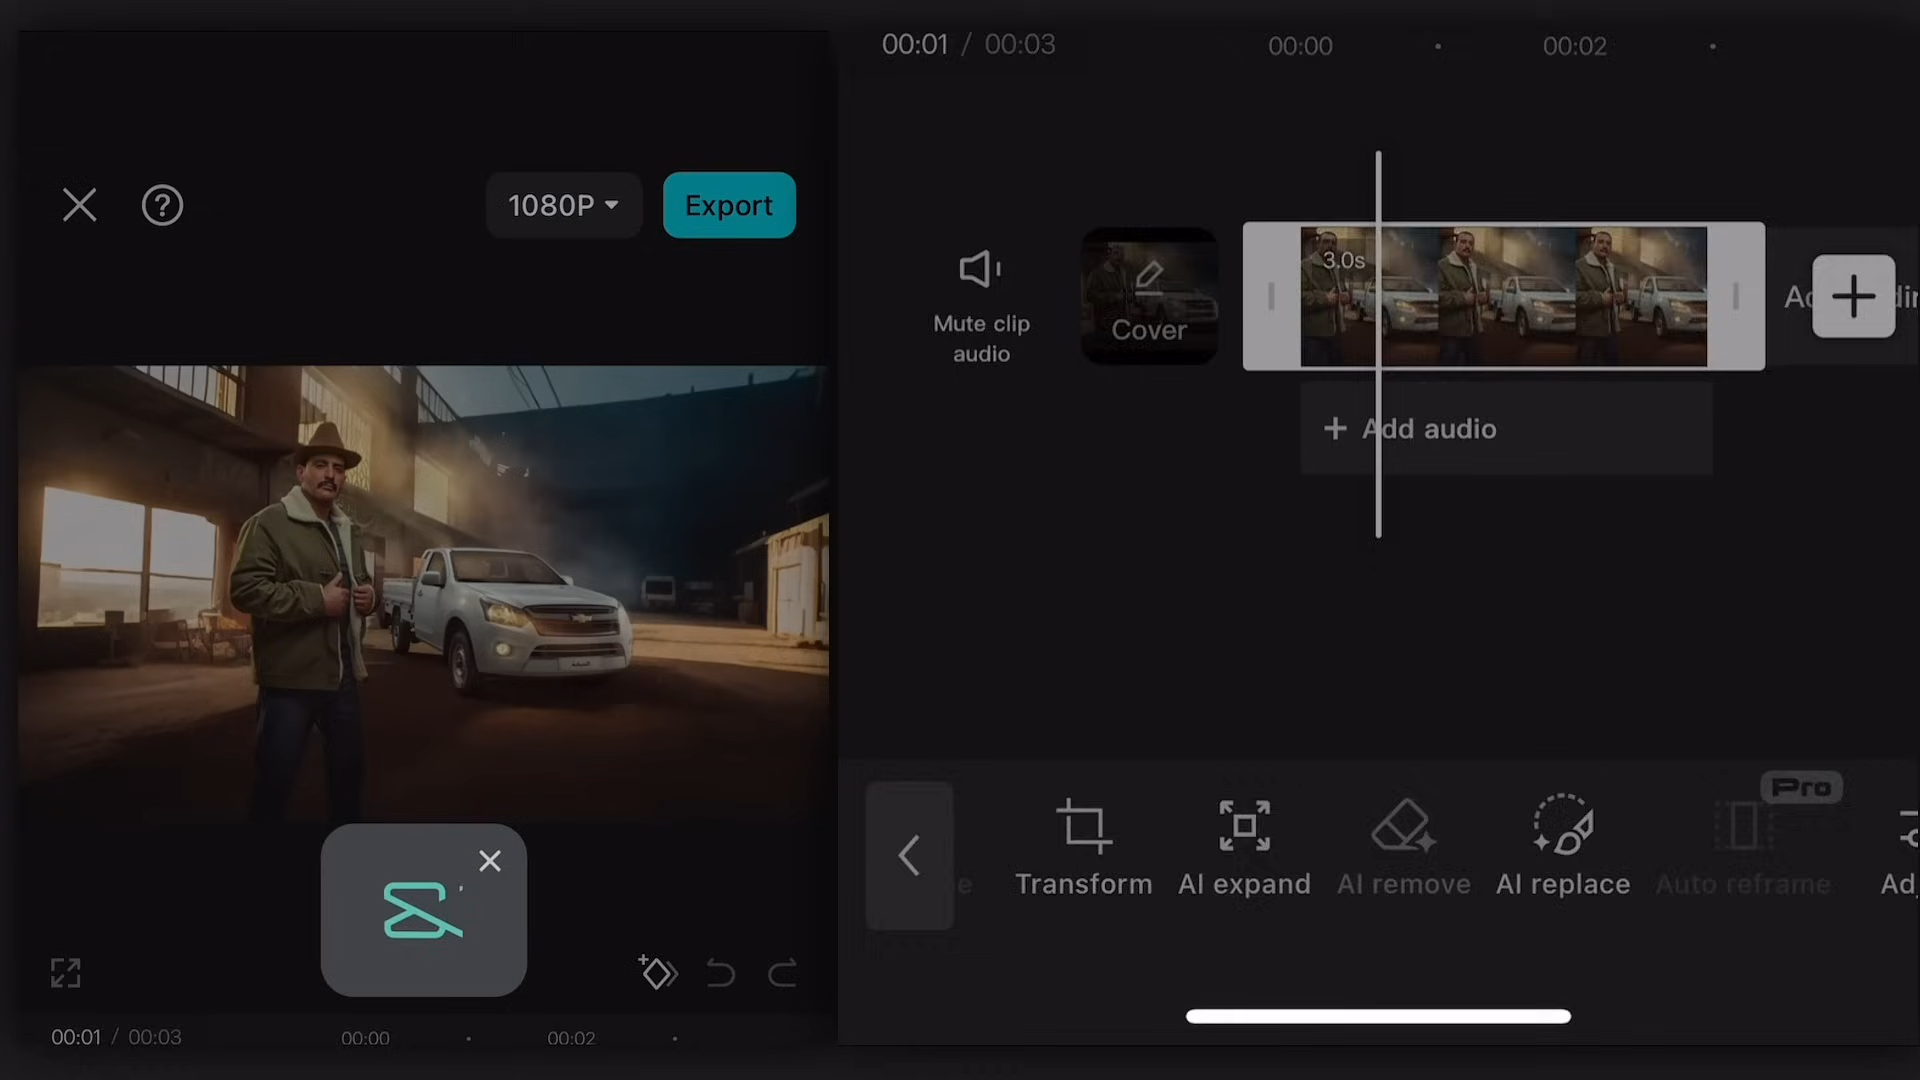 1080P
Export
00:01 / 00:03
00:00
00:02
00:01 / 00:03
00:00
00:02
Mute clip
audio
Cover
3.0s
+ Add audio
Pro
Transform
AI expand
AI remove
AI replace
Auto reframe